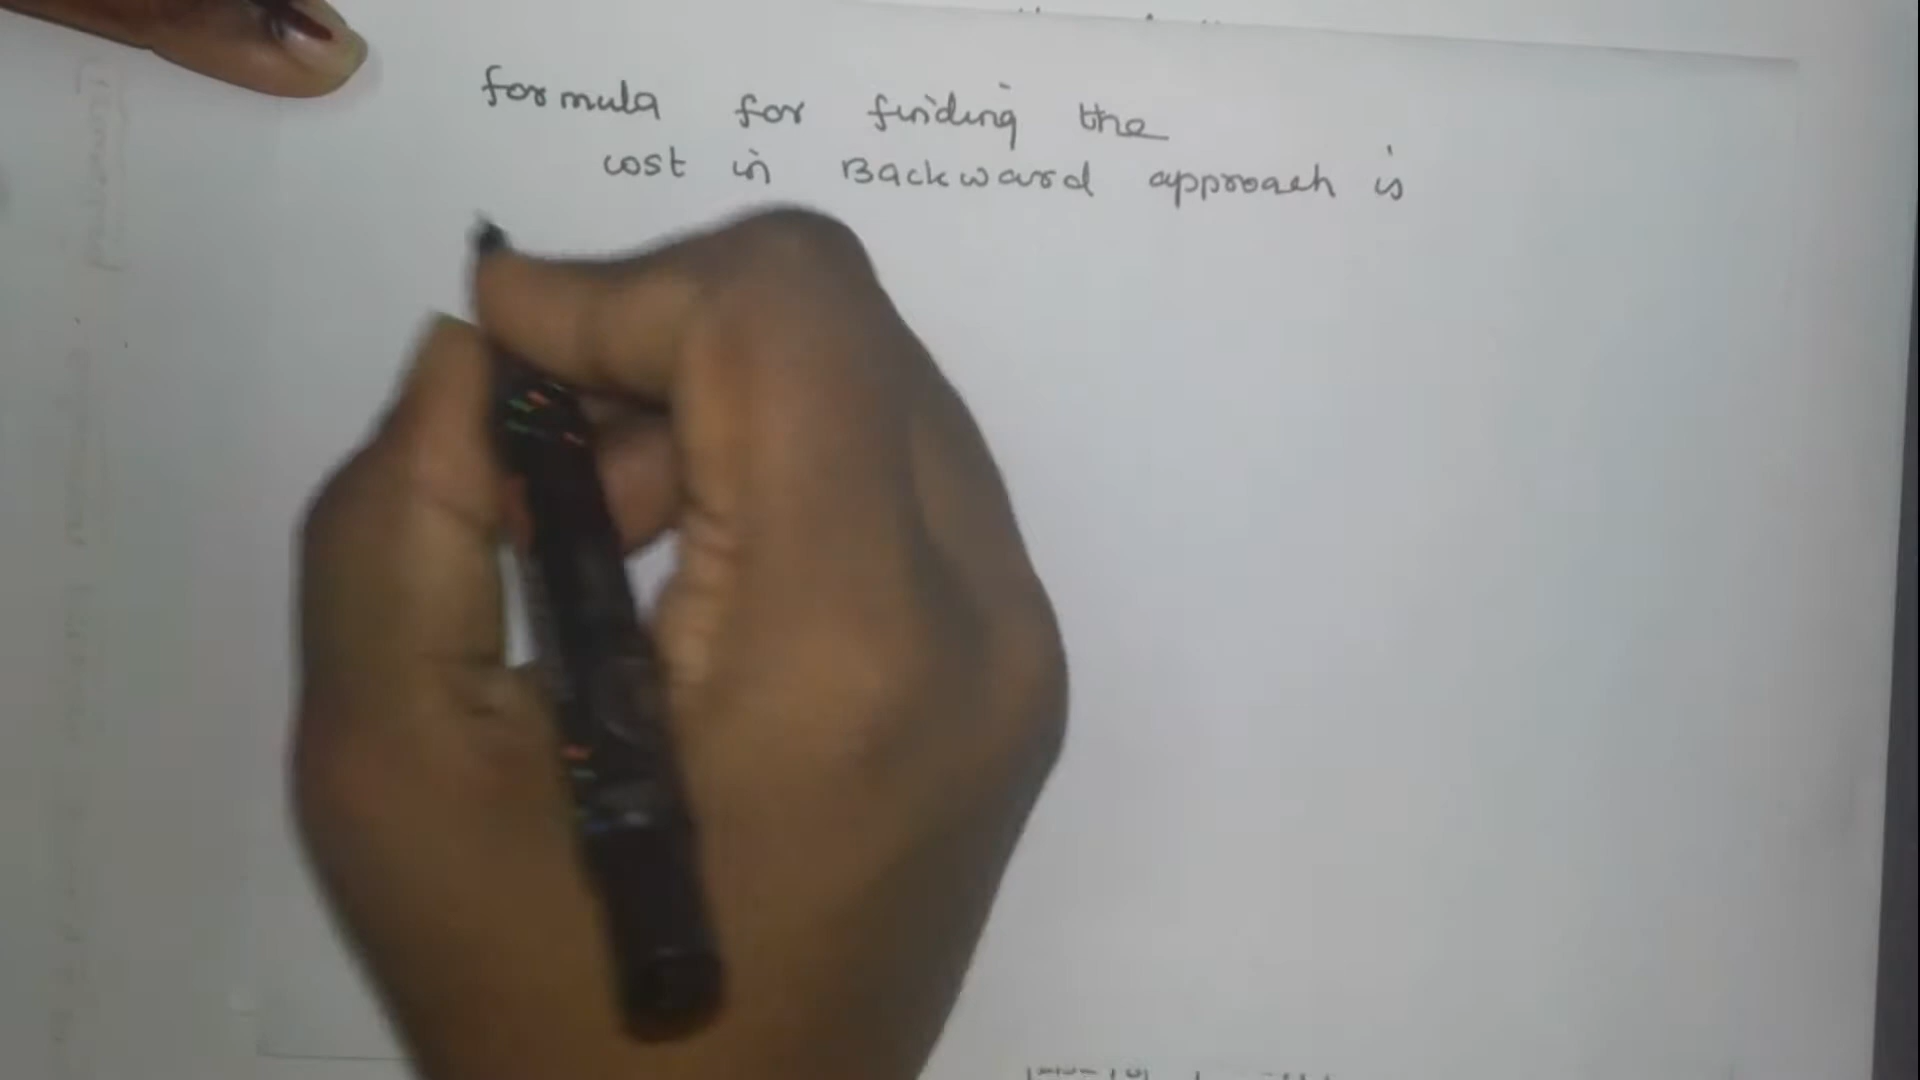 formula for finding the
cost in Backward approach is